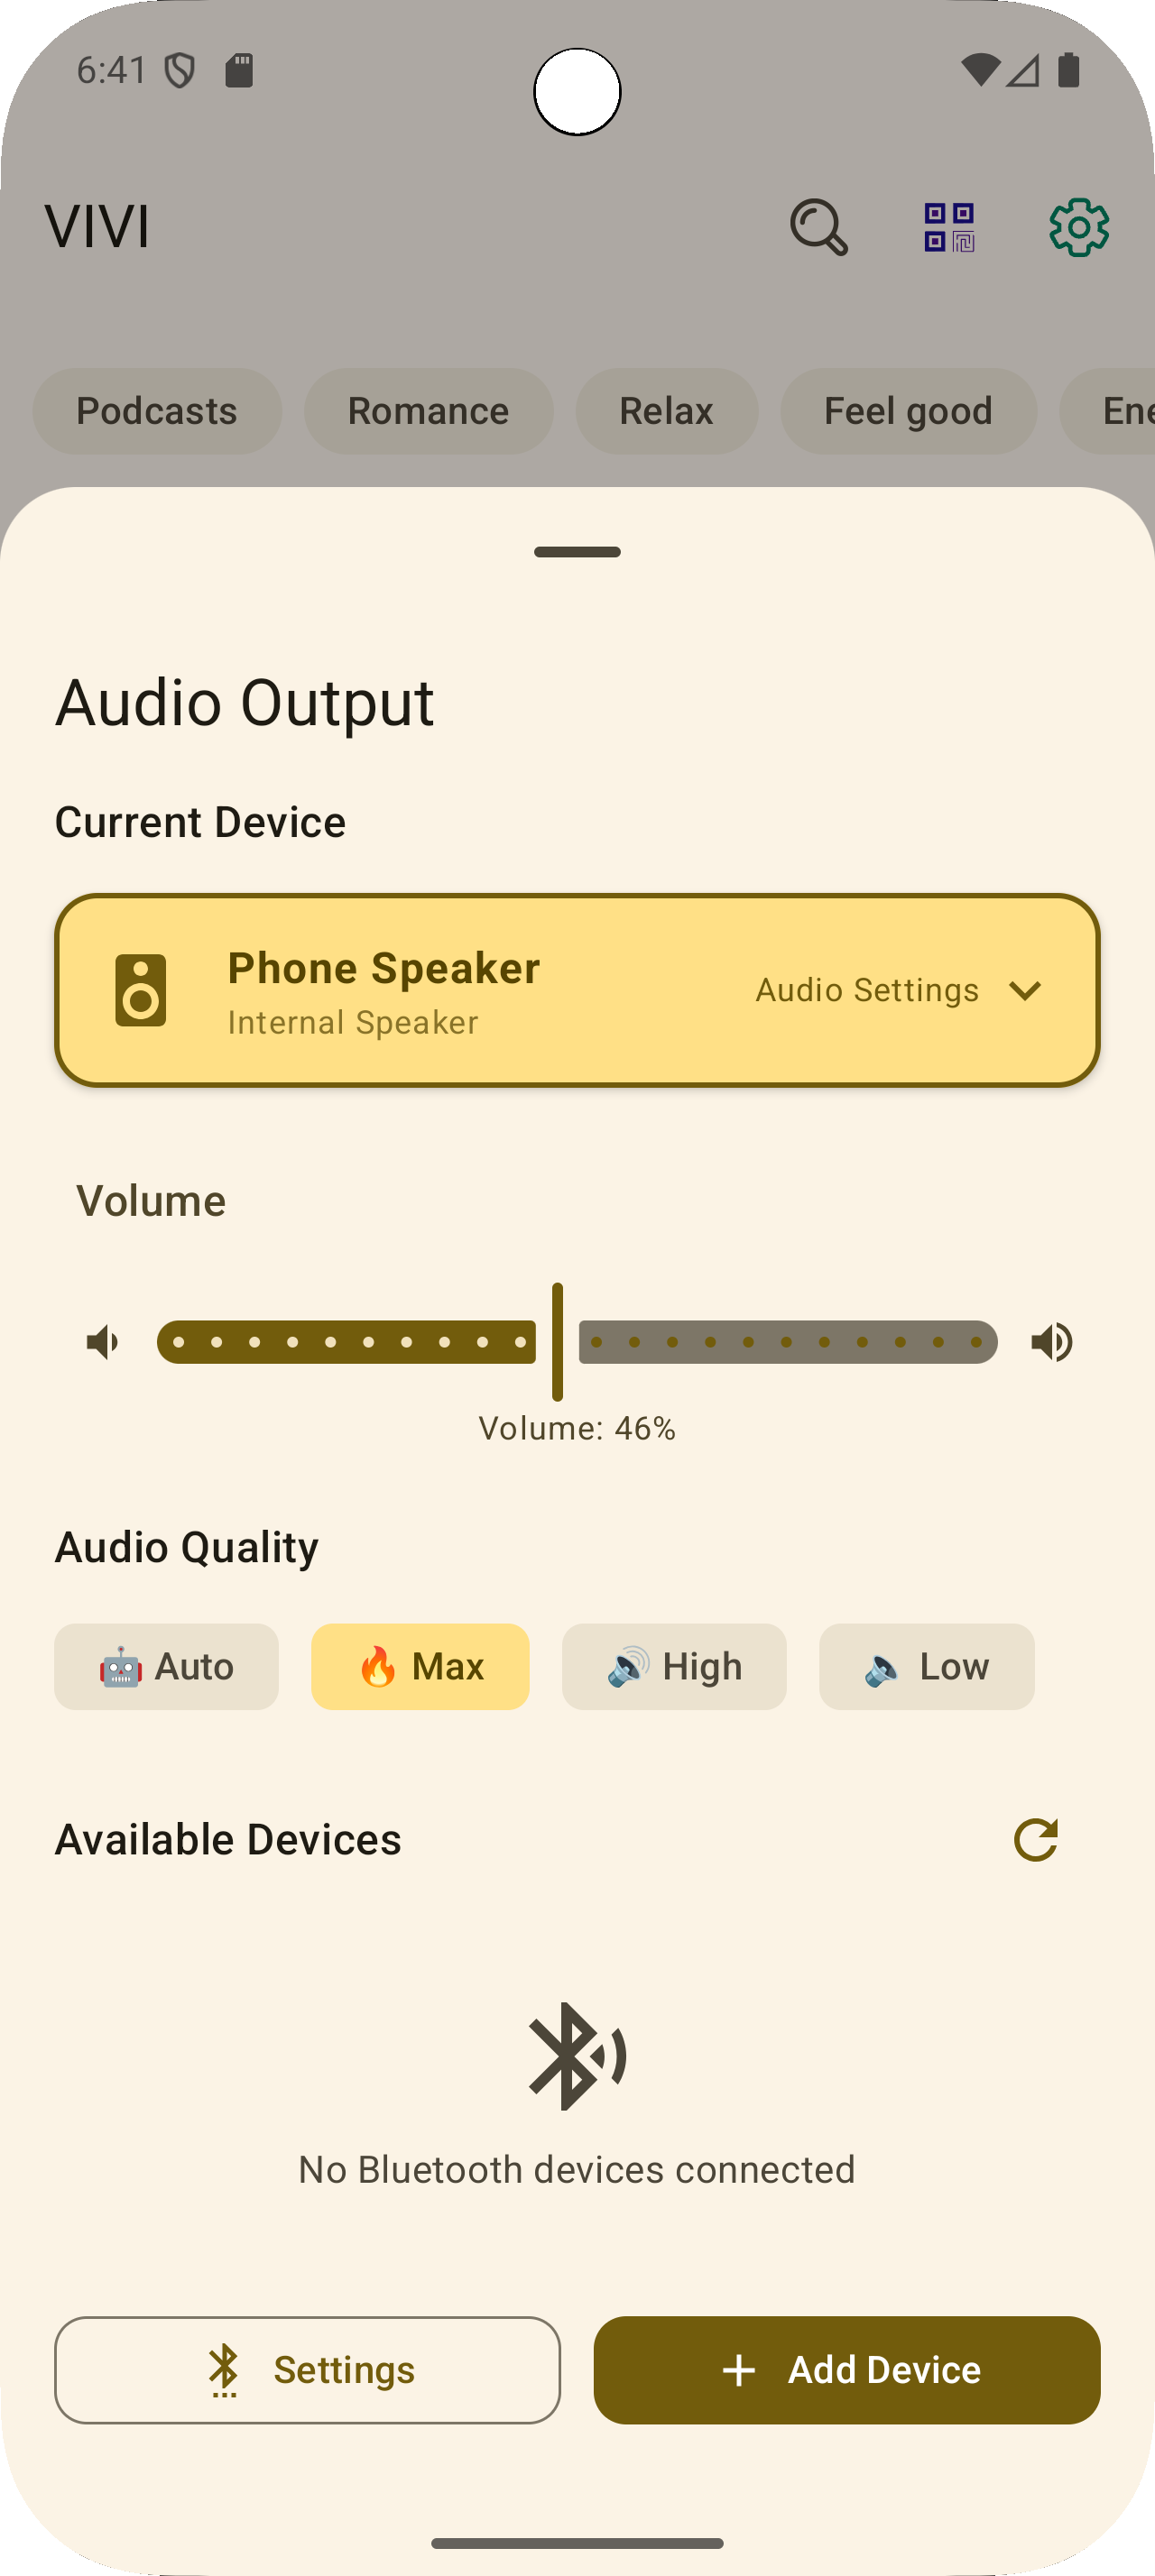 6:41
VIVI
Podcasts Romance Relax Feel good Ene
Audio Output
Current Device
Phone Speaker
Internal Speaker
Audio Settings
Volume
Volume: 46%
Audio Quality
Auto Max High Low
Available Devices
No Bluetooth devices connected
Settings Add Device